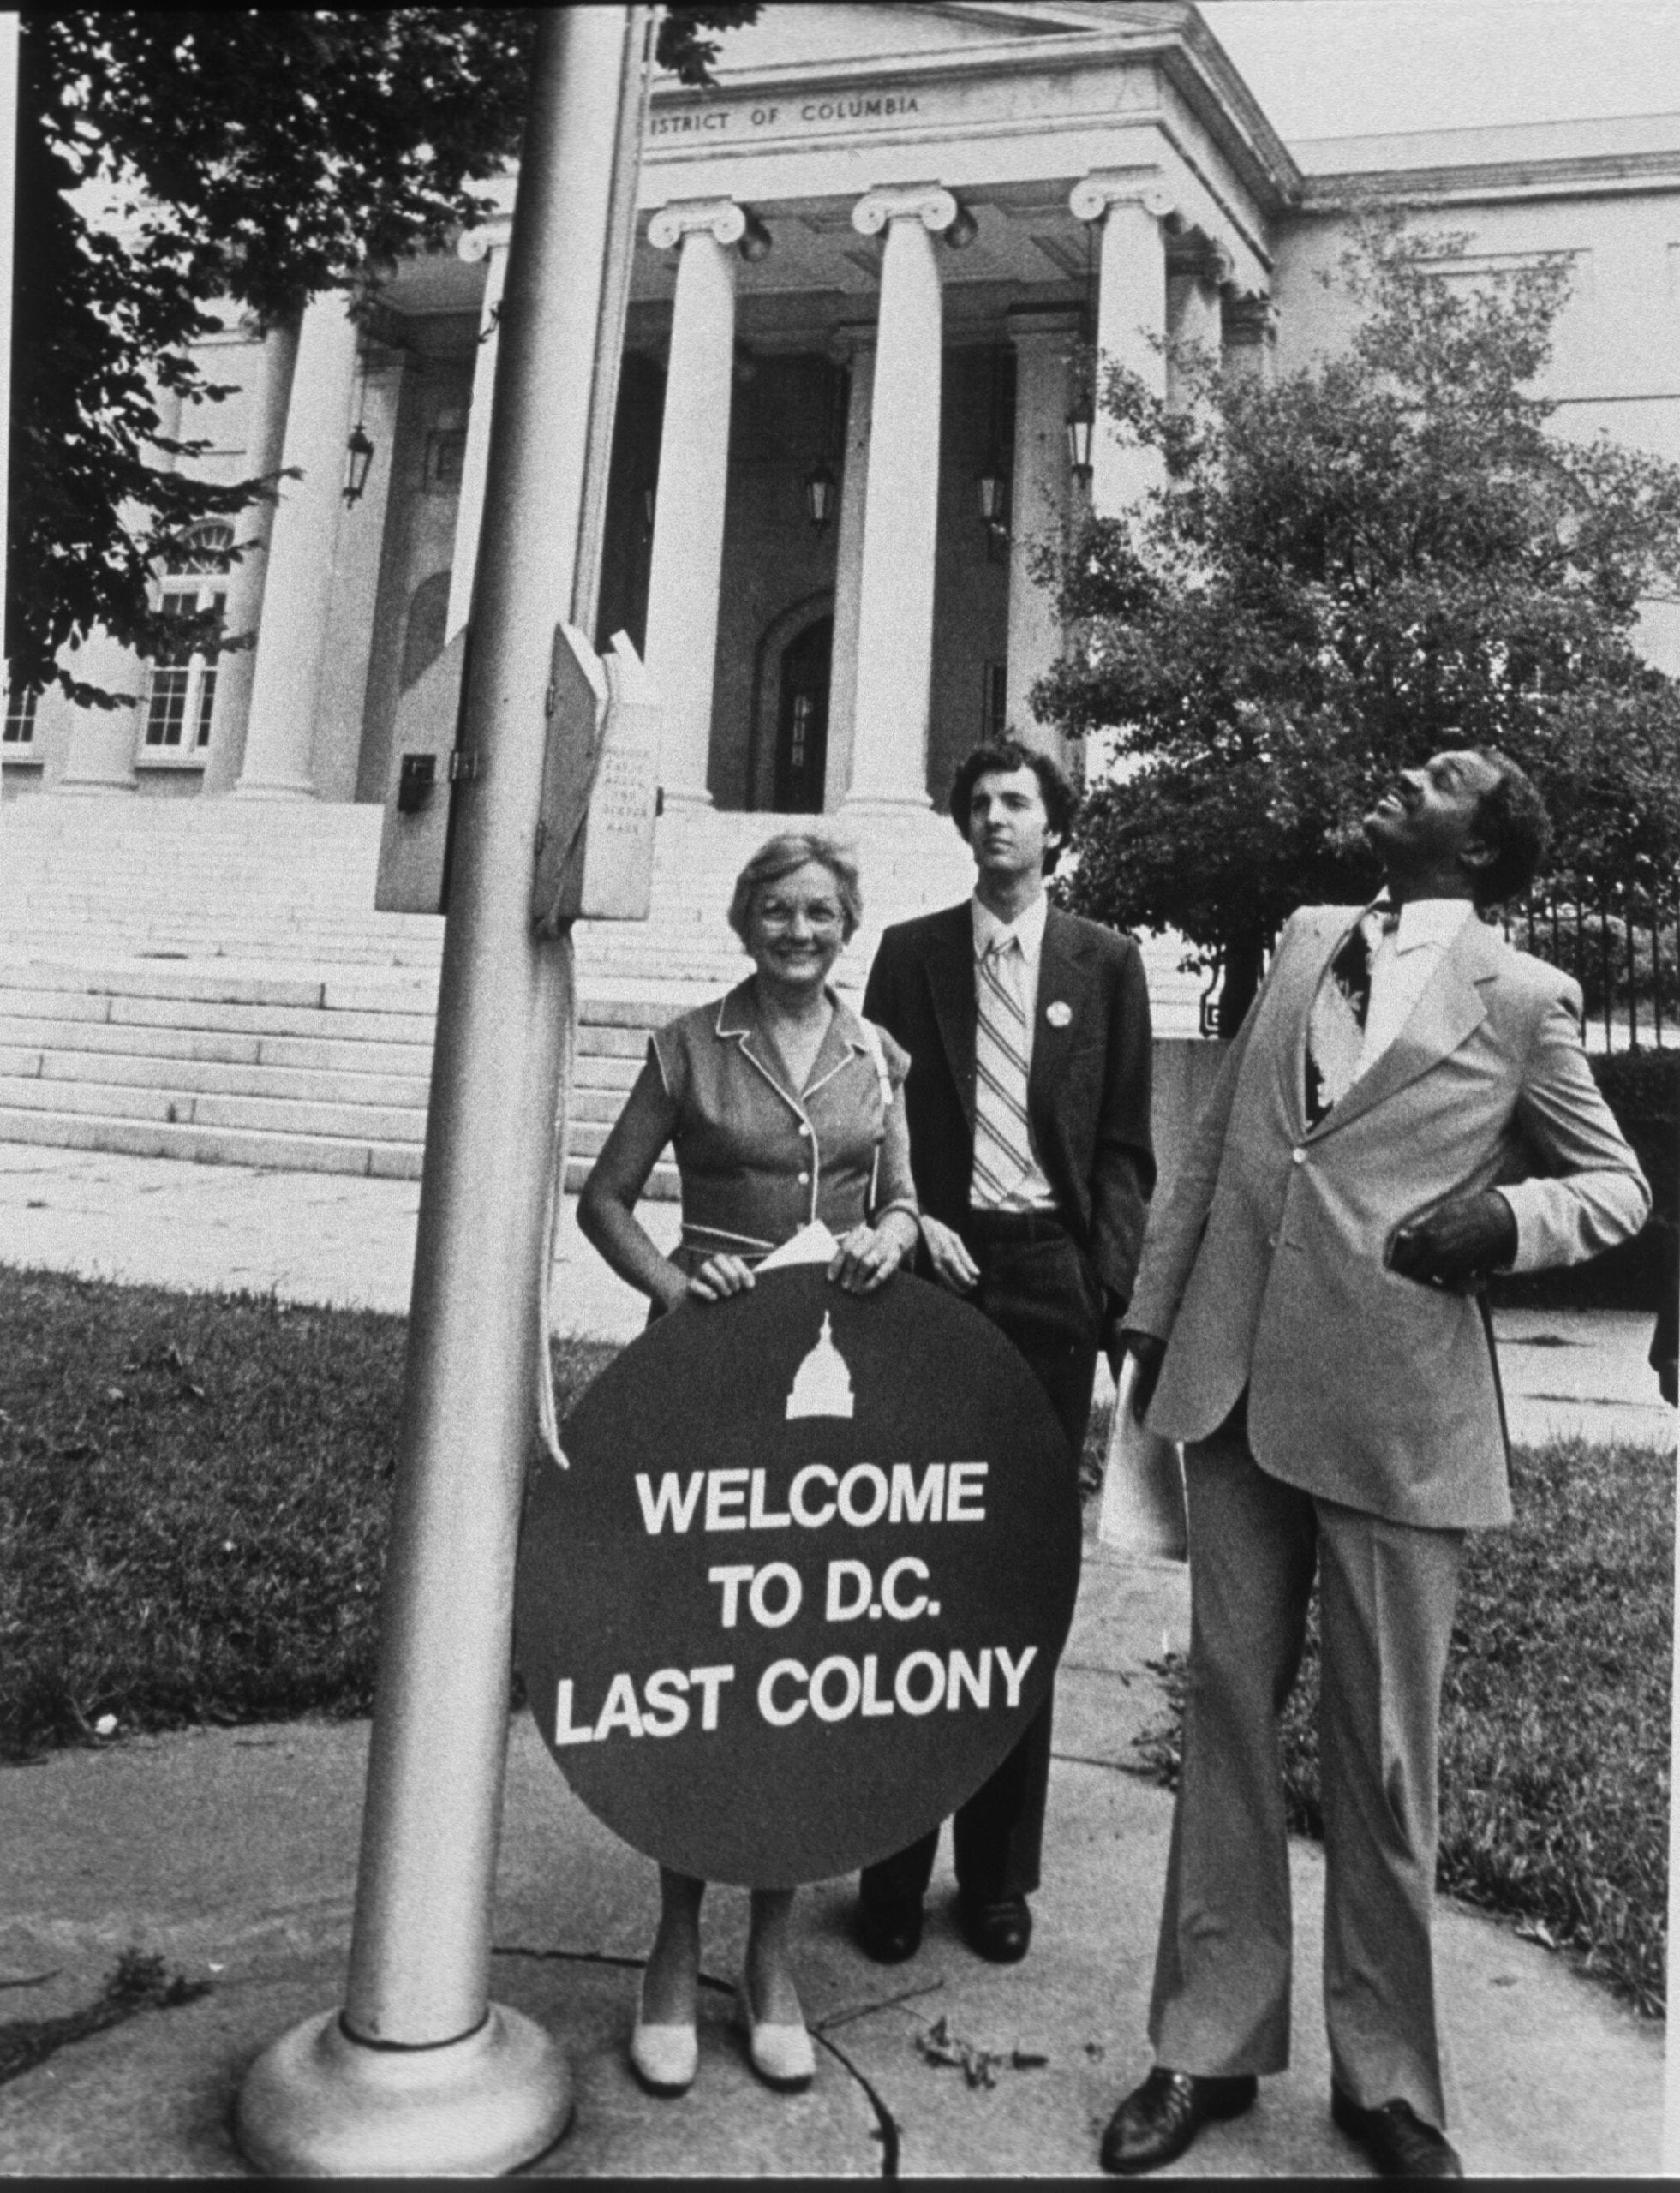 ISTRICT OF COLUMBIA
WELCOME
TO D.C.
LAST COLONY